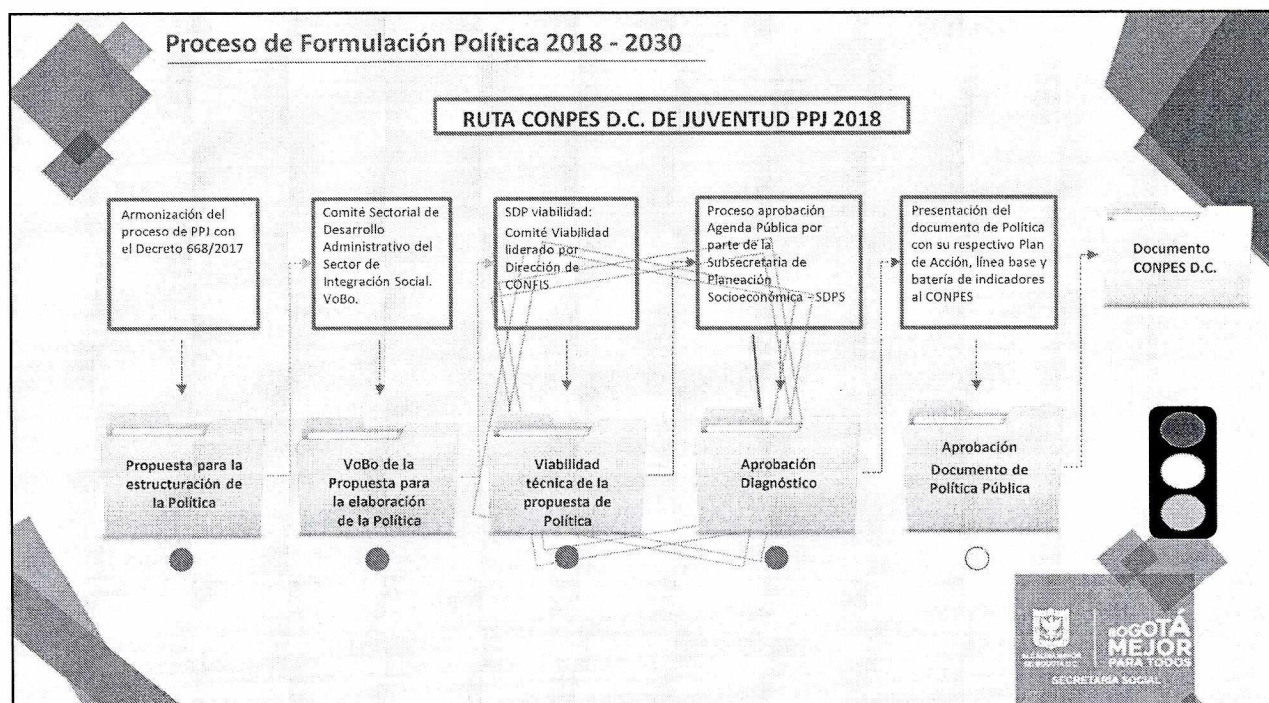 Proceso de Formulación Política 2018 - 2030
RUTA CONPES D.C. DE JUVENTUD PPJ 2018
Armonización del
proceso de PPJ con
el Decreto 668/2017
Comité Sectorial de
Desarrollo
Administrativo del
Sector de
Integración Social.
VoBo.
SDP viabilidad:
Comité Viabilidad
liderado por
Dirección de
CONFIS
Proceso aprobación
Agenda Pública por
parte de la
Subsecretaria de
Planeación
Socioeconómica - SDPS
Presentación del
documento de Política
con su respectivo Plan
de Acción, línea base y
batería de indicadores
al CONPES
Documento
CONPES D.C.
Propuesta para la
estructuración de
la Política
VoBo de la
Propuesta para
la elaboración
de la Política
Viabilidad
técnica de la
propuesta de
Política
Aprobación
Diagnóstico
Aprobación
Documento de
Política Pública
ALCALDÍA MAYOR
DE BOGOTÁ D.C.
BOGOTÁ
MEJOR
PARA TODOS
SECRETARÍA SOCIAL